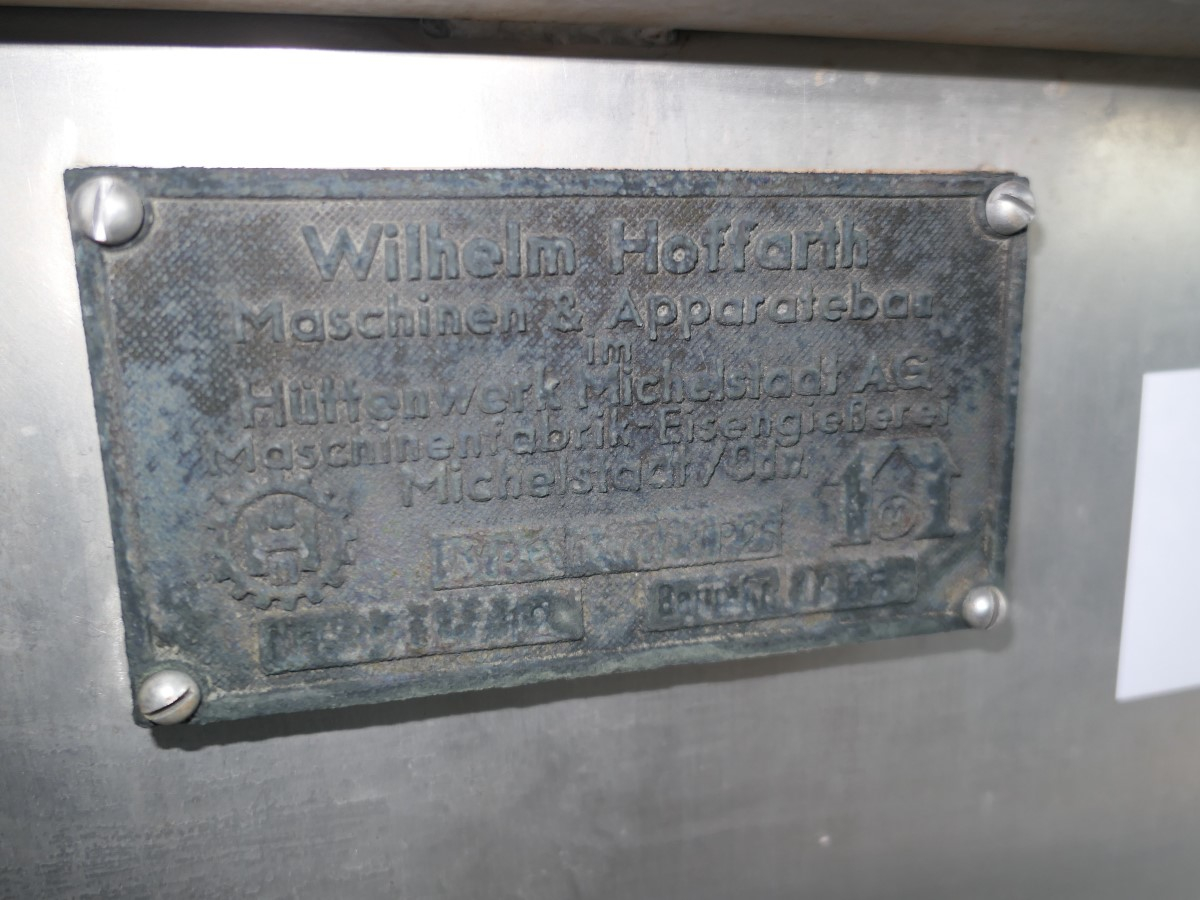 Wilhelm Hoffarth
Maschinen & Apparatebau
im
Hüttenwerk Michelstadt AG
Maschinenfabrik-Eisengießerei
Michelstadt/Odw.